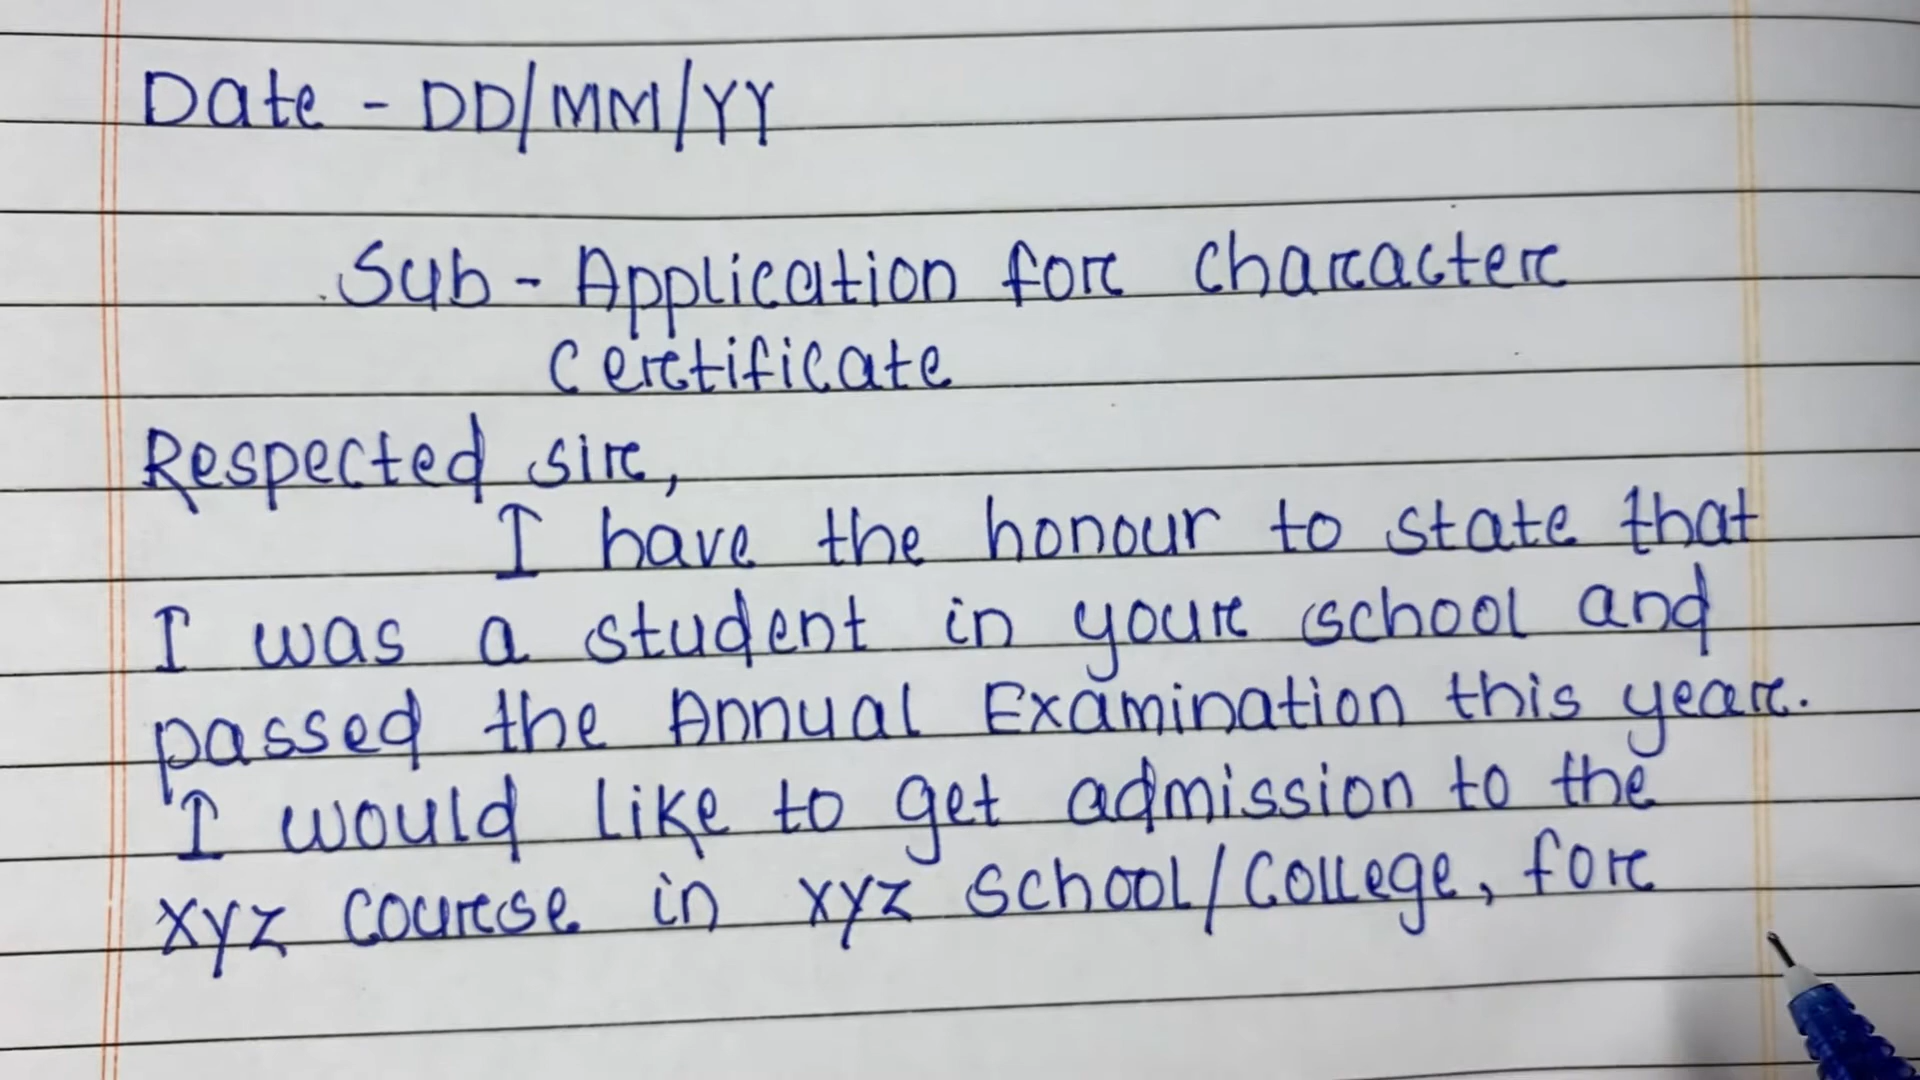 Date - DD/MM/YY
Sub - Application for character
certificate
Respected sir,
I have the honour to state that
I was a student in your school and
passed the Annual Examination this year.
I would like to get admission to the
xyz course in xyz school/college, for